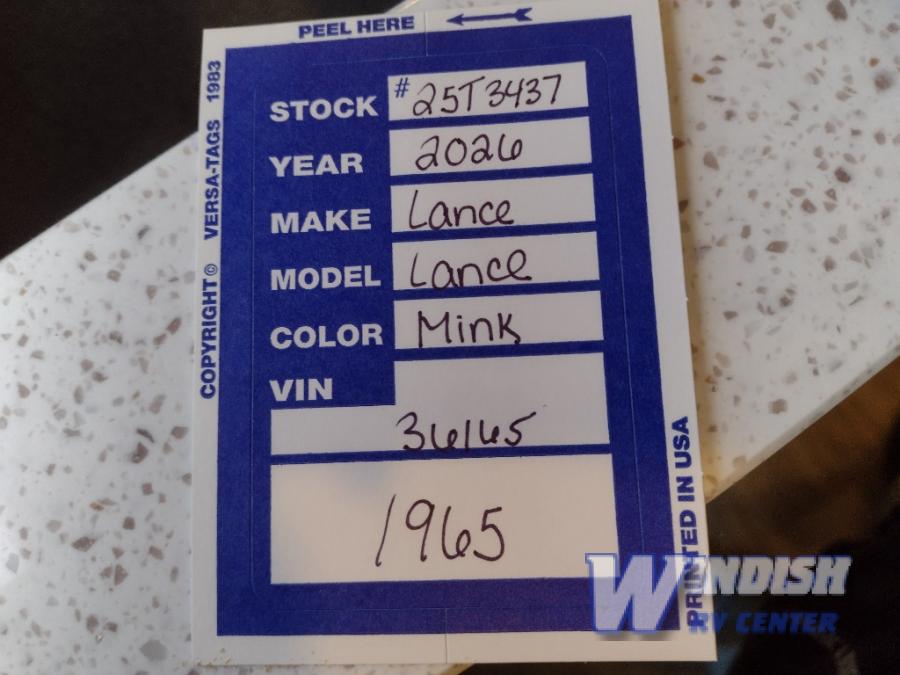 PEEL HERE
COPYRIGHT © VERSA-TAGS 1983
STOCK #25T3437
YEAR 2026
MAKE Lance
MODEL Lance
COLOR Mink
VIN
36165
1965
PRINTED IN USA
WINDISH
RV CENTER